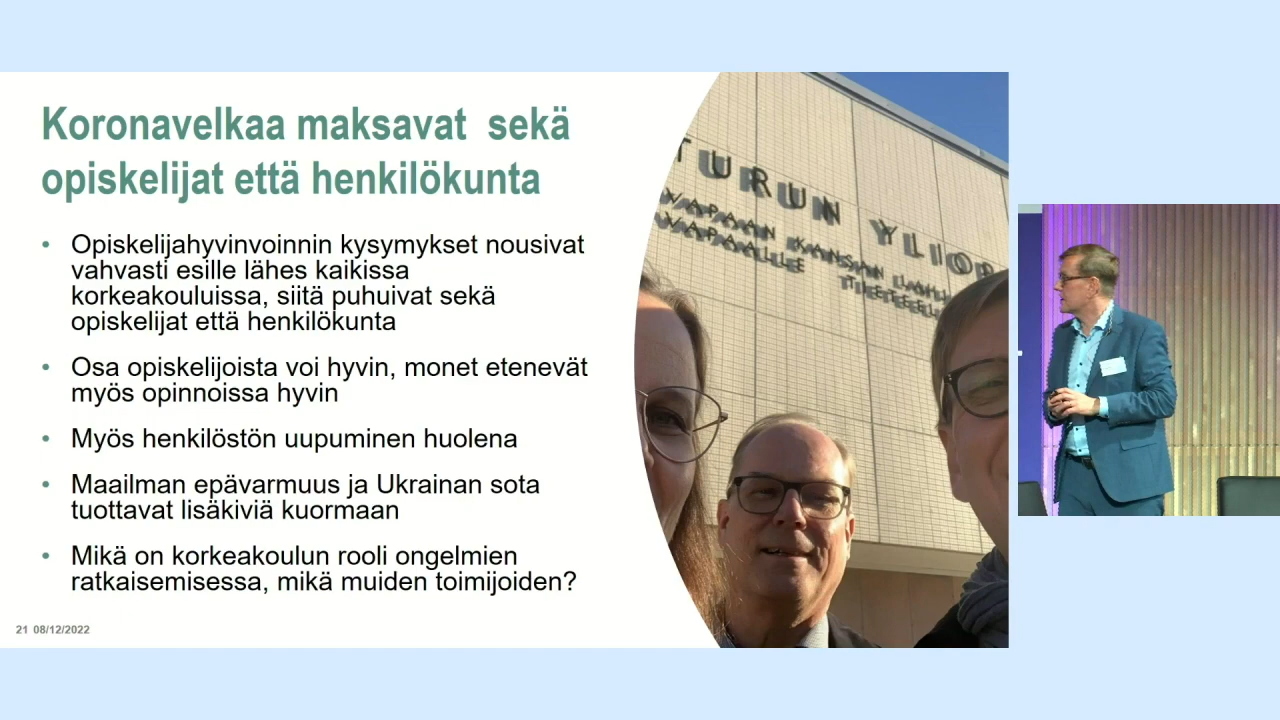 Koronavelkaa maksavat  sekä
opiskelijat että henkilökunta
• Opiskelijahyvinvoinnin kysymykset nousivat
vahvasti esille lähes kaikissa
korkeakouluissa, siitä puhuivat sekä
opiskelijat että henkilökunta
• Osa opiskelijoista voi hyvin, monet etenevät
myös opinnoissa hyvin
• Myös henkilöstön uupuminen huolena
• Maailman epävarmuus ja Ukrainan sota
tuottavat lisäkiviä kuormaan
• Mikä on korkeakoulun rooli ongelmien
ratkaisemisessa, mikä muiden toimijoiden?
21 08/12/2022
TURUN YLIOP
VAPAAN KANSAN LAHJ
VAPAALLE TIETEEL